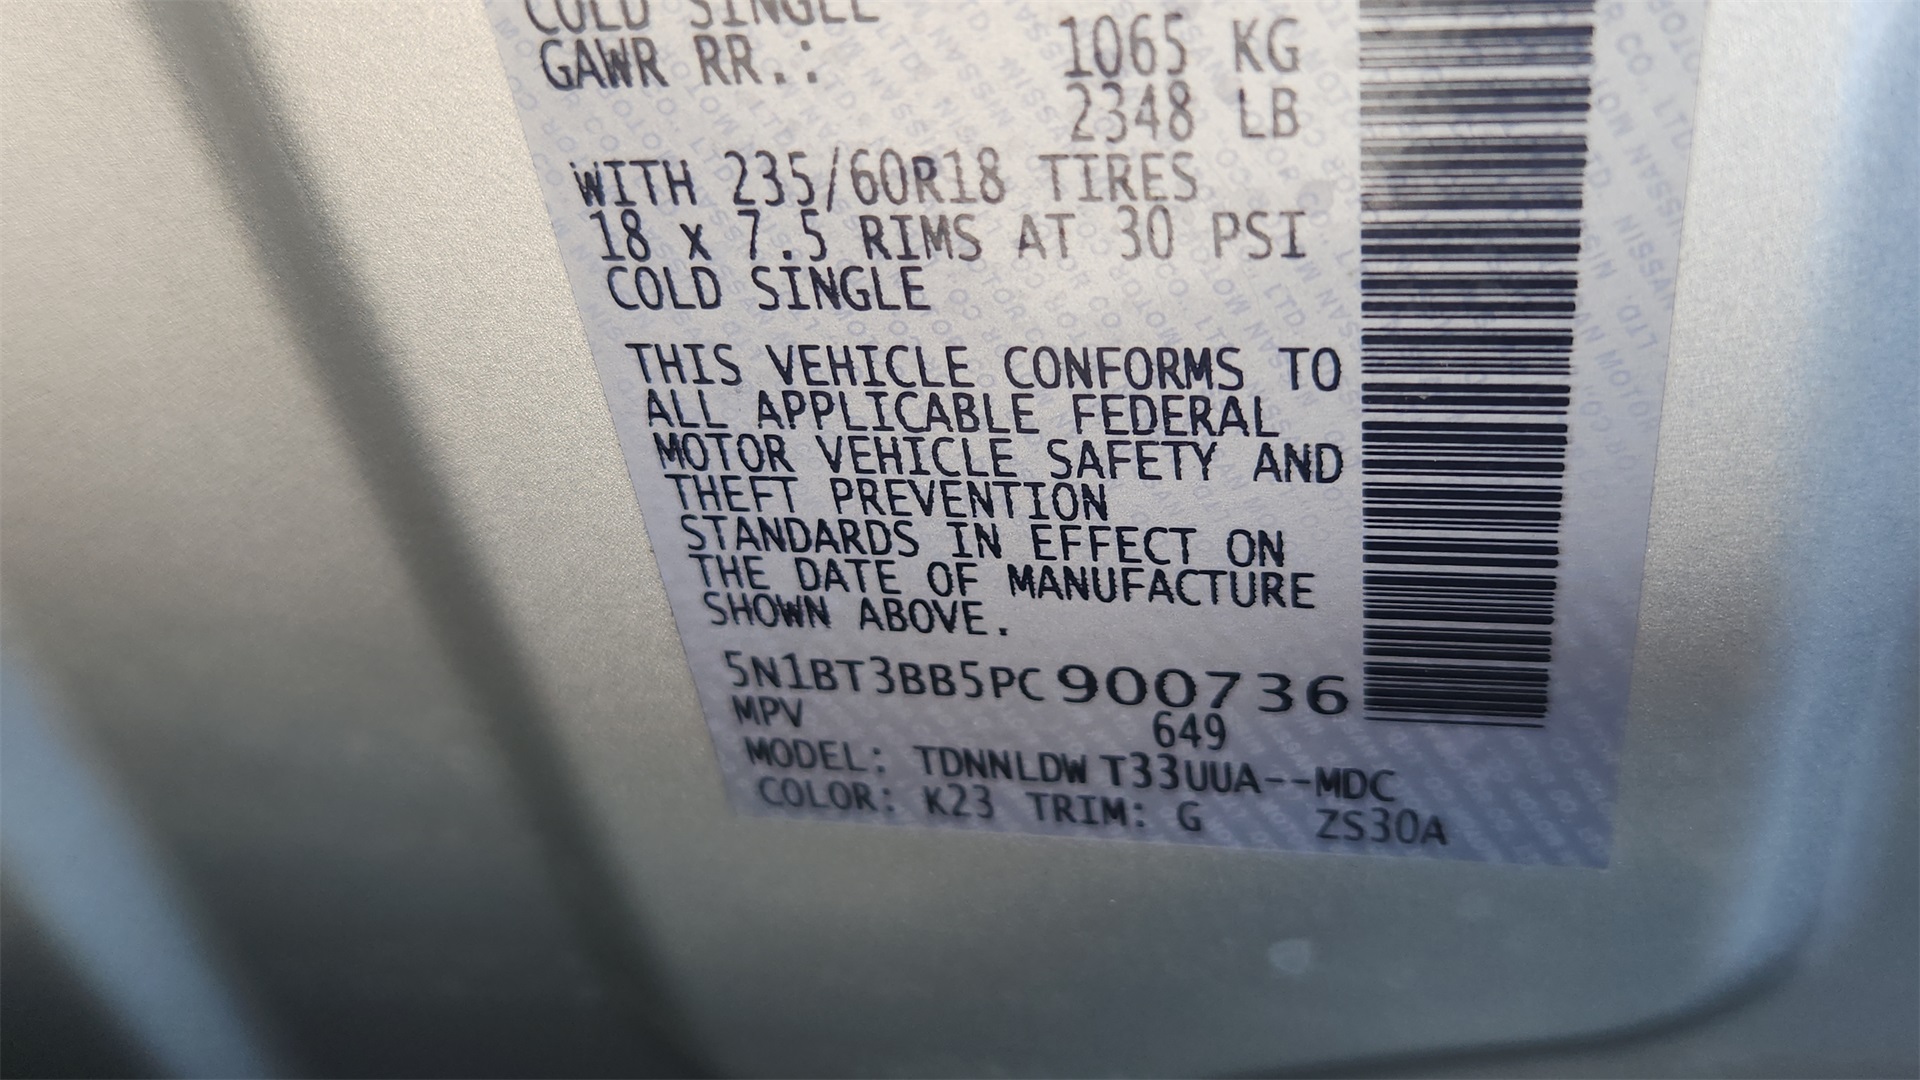 COLD SINGLE
GAWR RR.: 1065 KG
2348 LB
WITH 235/60R18 TIRES
18 x 7.5 RIMS AT 30 PSI
COLD SINGLE
THIS VEHICLE CONFORMS TO
ALL APPLICABLE FEDERAL
MOTOR VEHICLE SAFETY AND
THEFT PREVENTION
STANDARDS IN EFFECT ON
THE DATE OF MANUFACTURE
SHOWN ABOVE.
5N1BT3BB5PC900736
MPV 649
MODEL: TDNNLDW T33UUA--MDC
COLOR: K23 TRIM: G ZS30A